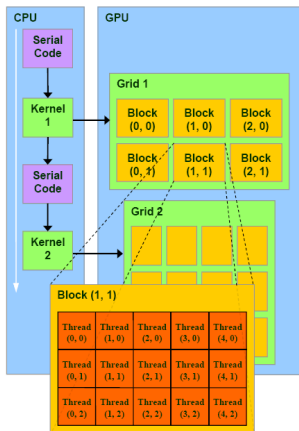 CPU
GPU
Serial
Code
Kernel
1
Serial
Code
Kernel
2
Grid 1
Block
(0, 0)
Block
(1, 0)
Block
(2, 0)
Block
(0, 1)
Block
(1, 1)
Block
(2, 1)
Grid 2
Block (1, 1)
Thread
(0, 0)
Thread
(1, 0)
Thread
(2, 0)
Thread
(3, 0)
Thread
(4, 0)
Thread
(0, 1)
Thread
(1, 1)
Thread
(2, 1)
Thread
(3, 1)
Thread
(4, 1)
Thread
(0, 2)
Thread
(1, 2)
Thread
(2, 2)
Thread
(3, 2)
Thread
(4, 2)